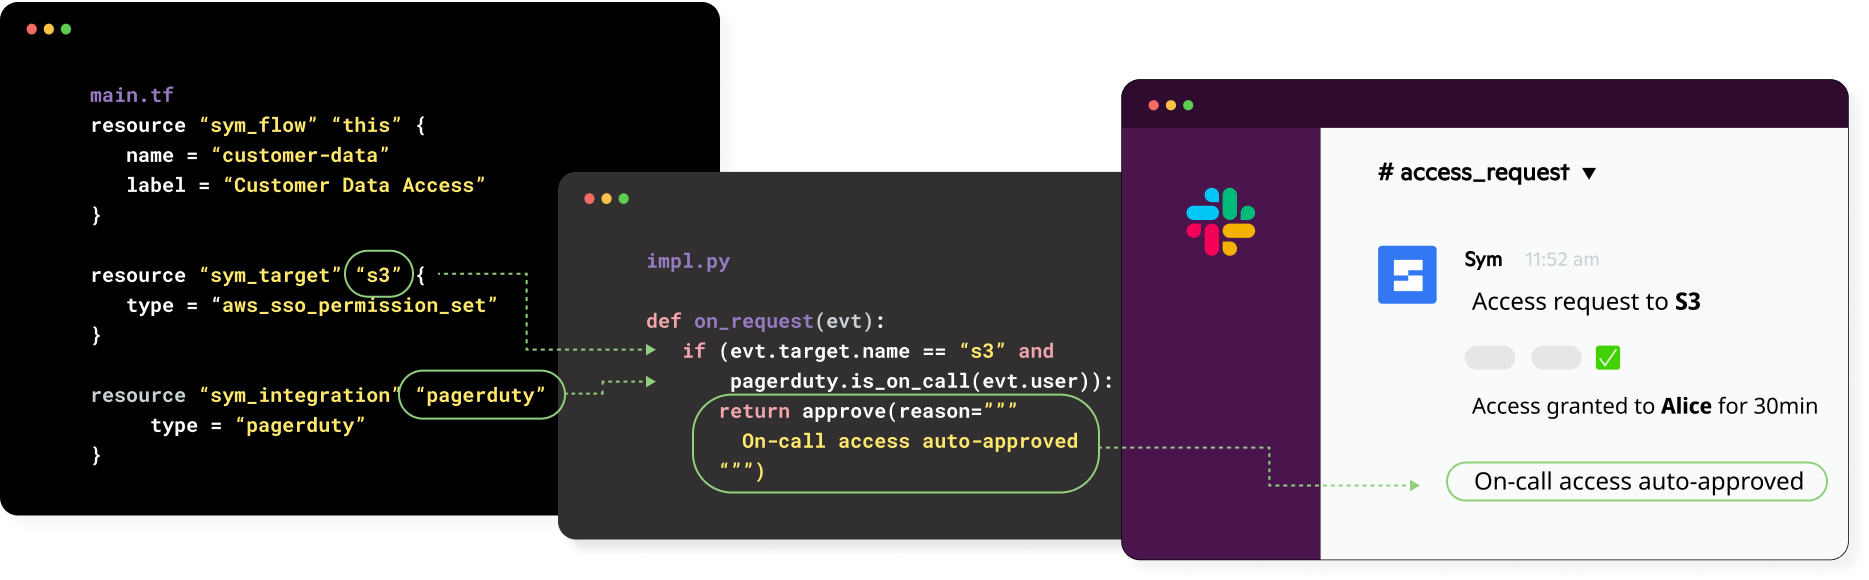 main.tf
resource “sym_flow” “this” {
name = “customer-data”
label = “Customer Data Access”
}
resource “sym_target” “s3” {
type = “aws_sso_permission_set”
}
resource “sym_integration” “pagerduty”
type = “pagerduty”
}
impl.py
def on_request(evt):
if (evt.target.name == “s3” and
pagerduty.is_on_call(evt.user)):
return approve(reason=”””
On-call access auto-approved
“””)
# access_request ▼
Sym 11:52 am
Access request to S3
Access granted to Alice for 30min
On-call access auto-approved